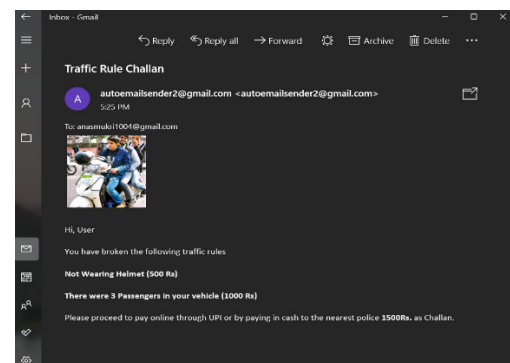 Inbox - Gmail
Reply Reply all Forward Archive Delete
Traffic Rule Challan
A
autoemailsender2@gmail.com <autoemailsender2@gmail.com>
5:25 PM
To: anasmukri1004@gmail.com
Hi, User
You have broken the following traffic rules
Not Wearing Helmet (500 Rs)
There were 3 Passengers in your vehicle (1000 Rs)
Please proceed to pay online through UPI or by paying in cash to the nearest police 1500Rs. as Challan.